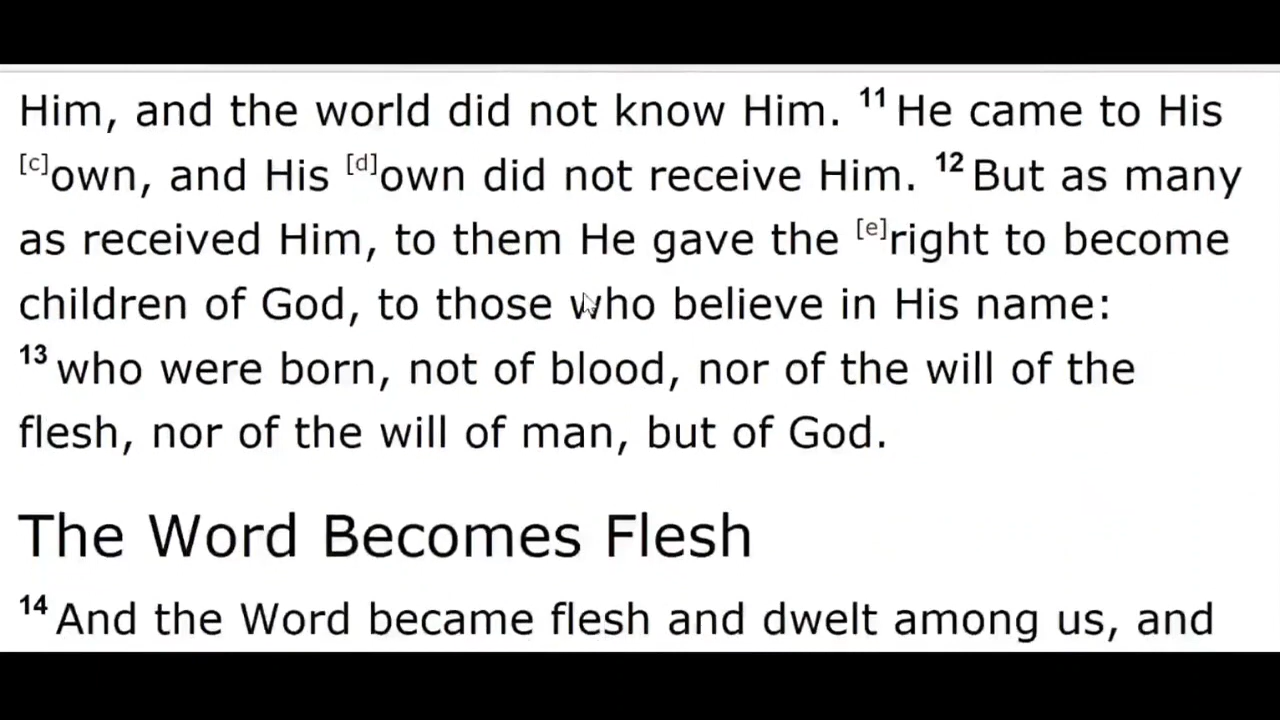 Him, and the world did not know Him. 11 He came to His
[c]own, and His [d]own did not receive Him. 12 But as many
as received Him, to them He gave the [e]right to become
children of God, to those who believe in His name:
13 who were born, not of blood, nor of the will of the
flesh, nor of the will of man, but of God.
The Word Becomes Flesh
14 And the Word became flesh and dwelt among us, and